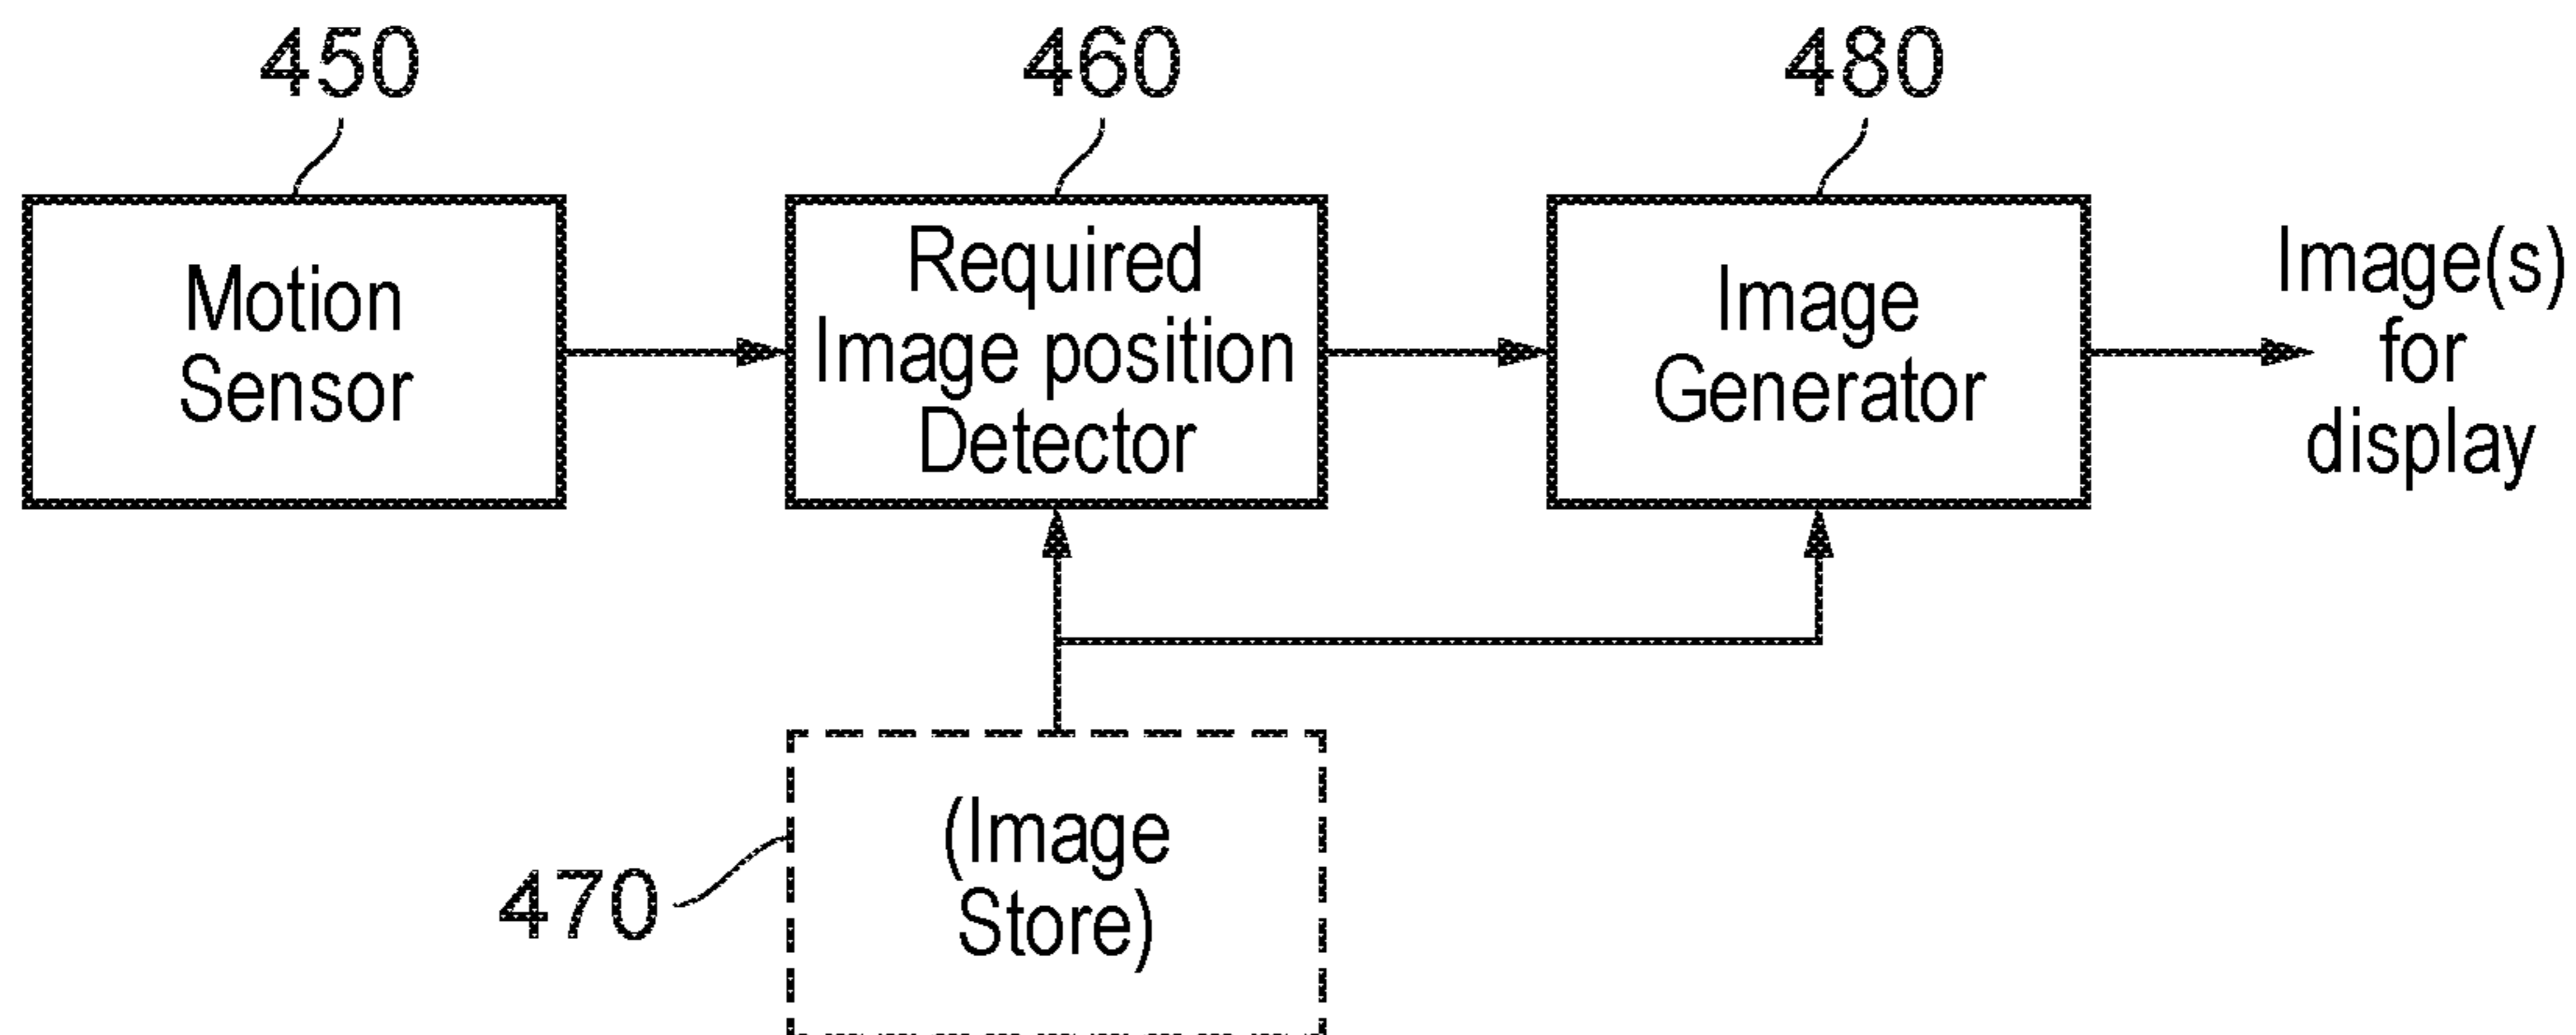 450
460
480
Motion
Sensor
Required
Image position
Detector
Image
Generator
Image(s)
for
display
470
(Image
Store)